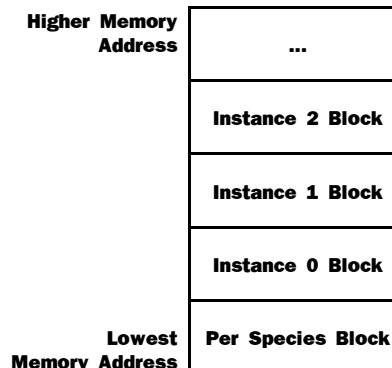 Higher Memory
Address
...
Instance 2 Block
Instance 1 Block
Instance 0 Block
Lowest
Memory Address
Per Species Block